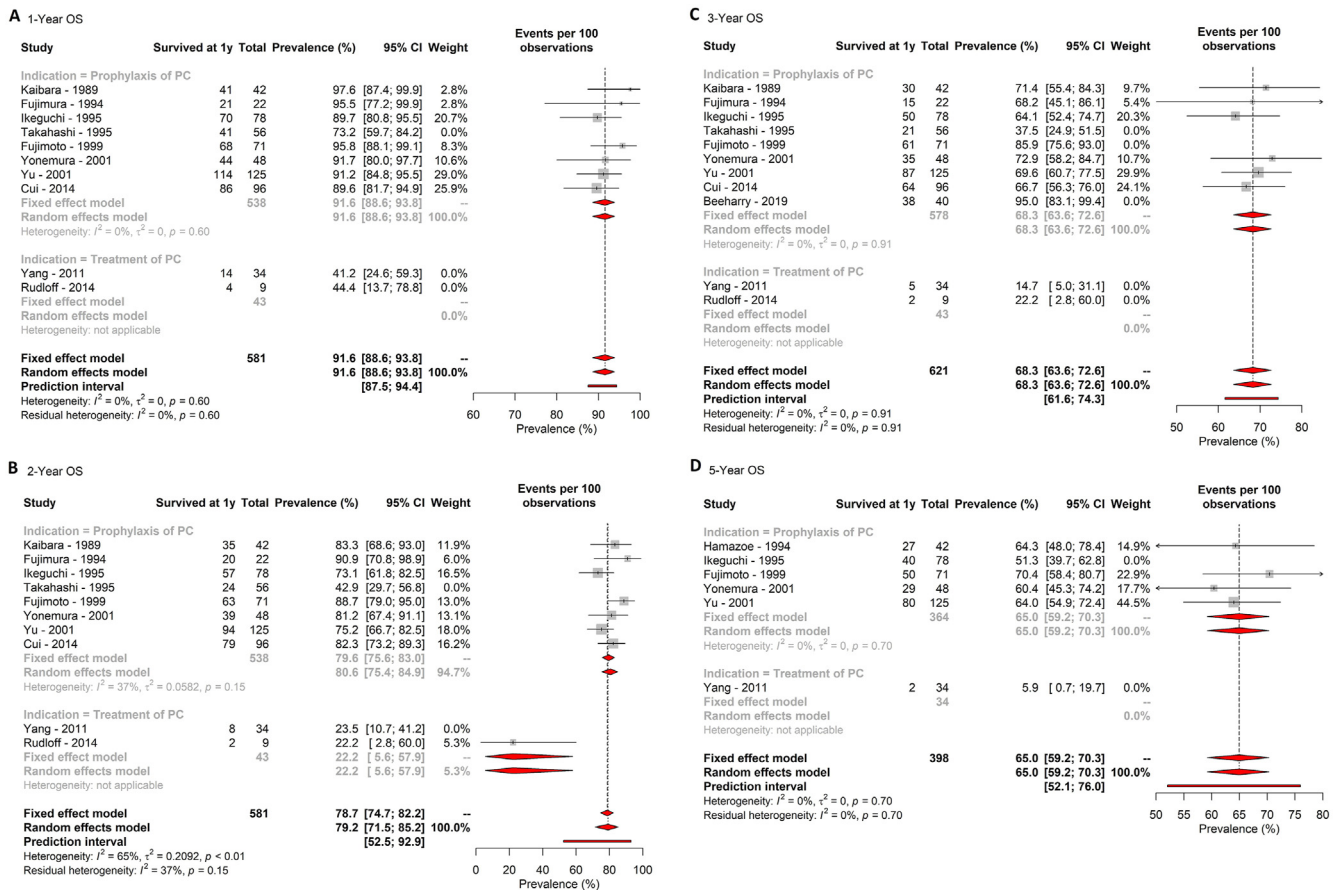 A 1-Year OS
Events per 100
observations
Study Survived at 1y Total Prevalence (%) 95% CI Weight
Indication = Prophylaxis of PC
Kaibara - 1989 41 42 97.6 [87.4; 99.9] 2.8%
Fujimura - 1994 21 22 95.5 [77.2; 99.9] 2.8%
Ikeguchi - 1995 70 78 89.7 [80.8; 95.5] 20.7%
Takahashi - 1995 41 56 73.2 [59.7; 84.2] 0.0%
Fujimoto - 1999 68 71 95.8 [88.1; 99.1] 8.3%
Yonemura - 2001 44 48 91.7 [80.0; 97.7] 10.6%
Yu - 2001 114 125 91.2 [84.8; 95.5] 29.0%
Cui - 2014 86 96 89.6 [81.7; 94.9] 25.9%
Fixed effect model 538 91.6 [88.6; 93.8] --
Random effects model 91.6 [88.6; 93.8] 100.0%
Heterogeneity: I² = 0%, τ² = 0, p = 0.60
Indication = Treatment of PC
Yang - 2011 14 34 41.2 [24.6; 59.3] 0.0%
Rudloff - 2014 4 9 44.4 [13.7; 78.8] 0.0%
Fixed effect model 43 --
Random effects model 0.0%
Heterogeneity: not applicable
Fixed effect model 581 91.6 [88.6; 93.8] --
Random effects model 91.6 [88.6; 93.8] 100.0%
Prediction interval [87.5; 94.4]
Heterogeneity: I² = 0%, τ² = 0, p = 0.60
Residual heterogeneity: I² = 0%, p = 0.60
60 70 80 90 100
Prevalence (%)
B 2-Year OS
Events per 100
observations
Study Survived at 1y Total Prevalence (%) 95% CI Weight
Indication = Prophylaxis of PC
Kaibara - 1989 35 42 83.3 [68.6; 93.0] 11.9%
Fujimura - 1994 20 22 90.9 [70.8; 98.9] 6.0%
Ikeguchi - 1995 57 78 73.1 [61.8; 82.5] 16.5%
Takahashi - 1995 24 56 42.9 [29.7; 56.8] 0.0%
Fujimoto - 1999 63 71 88.7 [79.0; 95.0] 13.0%
Yonemura - 2001 39 48 81.2 [67.4; 91.1] 13.1%
Yu - 2001 94 125 75.2 [66.7; 82.5] 18.0%
Cui - 2014 79 96 82.3 [73.2; 89.3] 16.2%
Fixed effect model 538 79.6 [75.6; 83.0] --
Random effects model 80.6 [75.4; 84.9] 94.7%
Heterogeneity: I² = 37%, τ² = 0.0582, p = 0.15
Indication = Treatment of PC
Yang - 2011 8 34 23.5 [10.7; 41.2] 0.0%
Rudloff - 2014 2 9 22.2 [ 2.8; 60.0] 5.3%
Fixed effect model 43 22.2 [ 5.6; 57.9] --
Random effects model 22.2 [ 5.6; 57.9] 5.3%
Heterogeneity: not applicable
Fixed effect model 581 78.7 [74.7; 82.2] --
Random effects model 79.2 [71.5; 85.2] 100.0%
Prediction interval [52.5; 92.9]
Heterogeneity: I² = 65%, τ² = 0.2092, p < 0.01
Residual heterogeneity: I² = 37%, p = 0.15
0 20 40 60 80 100
Prevalence (%)
C 3-Year OS
Events per 100
observations
Study Survived at 1y Total Prevalence (%) 95% CI Weight
Indication = Prophylaxis of PC
Kaibara - 1989 30 42 71.4 [55.4; 84.3] 9.7%
Fujimura - 1994 15 22 68.2 [45.1; 86.1] 5.4%
Ikeguchi - 1995 50 78 64.1 [52.4; 74.7] 20.3%
Takahashi - 1995 21 56 37.5 [24.9; 51.5] 0.0%
Fujimoto - 1999 61 71 85.9 [75.6; 93.0] 0.0%
Yonemura - 2001 35 48 72.9 [58.2; 84.7] 10.7%
Yu - 2001 87 125 69.6 [60.7; 77.5] 29.9%
Cui - 2014 64 96 66.7 [56.3; 76.0] 24.1%
Beeharry - 2019 38 40 95.0 [83.1; 99.4] 0.0%
Fixed effect model 578 68.3 [63.6; 72.6] --
Random effects model 68.3 [63.6; 72.6] 100.0%
Heterogeneity: I² = 0%, τ² = 0, p = 0.91
Indication = Treatment of PC
Yang - 2011 5 34 14.7 [ 5.0; 31.1] 0.0%
Rudloff - 2014 2 9 22.2 [ 2.8; 60.0] 0.0%
Fixed effect model 43 --
Random effects model 0.0%
Heterogeneity: not applicable
Fixed effect model 621 68.3 [63.6; 72.6] --
Random effects model 68.3 [63.6; 72.6] 100.0%
Prediction interval [61.6; 74.3]
Heterogeneity: I² = 0%, τ² = 0, p = 0.91
Residual heterogeneity: I² = 0%, p = 0.91
50 60 70 80
Prevalence (%)
D 5-Year OS
Events per 100
observations
Study Survived at 1y Total Prevalence (%) 95% CI Weight
Indication = Prophylaxis of PC
Hamazoe - 1994 27 42 64.3 [48.0; 78.4] 14.9%
Ikeguchi - 1995 40 78 51.3 [39.7; 62.8] 0.0%
Fujimoto - 1999 50 71 70.4 [58.4; 80.7] 22.9%
Yonemura - 2001 29 48 60.4 [45.3; 74.2] 17.7%
Yu - 2001 80 125 64.0 [54.9; 72.4] 44.5%
Fixed effect model 364 65.0 [59.2; 70.3] --
Random effects model 65.0 [59.2; 70.3] 100.0%
Heterogeneity: I² = 0%, τ² = 0, p = 0.70
Indication = Treatment of PC
Yang - 2011 2 34 5.9 [ 0.7; 19.7] 0.0%
Fixed effect model 34 --
Random effects model 0.0%
Heterogeneity: not applicable
Fixed effect model 398 65.0 [59.2; 70.3] --
Random effects model 65.0 [59.2; 70.3] 100.0%
Prediction interval [52.1; 76.0]
Heterogeneity: I² = 0%, τ² = 0, p = 0.70
Residual heterogeneity: I² = 0%, p = 0.70
50 55 60 65 70 75 80
Prevalence (%)